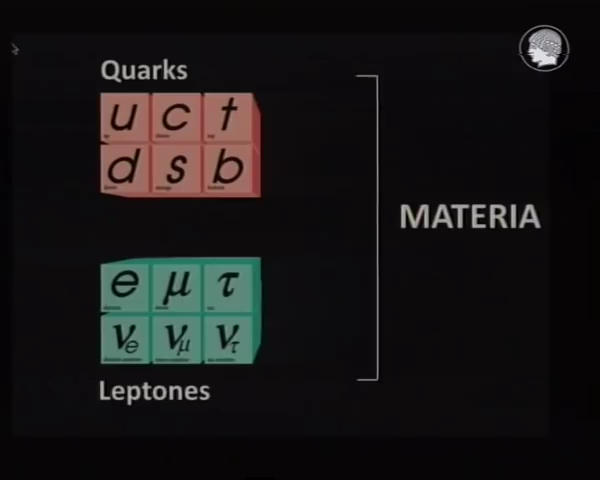 Quarks
u c t
d s b
MATERIA
e μ τ
νe νμ ντ
Leptones